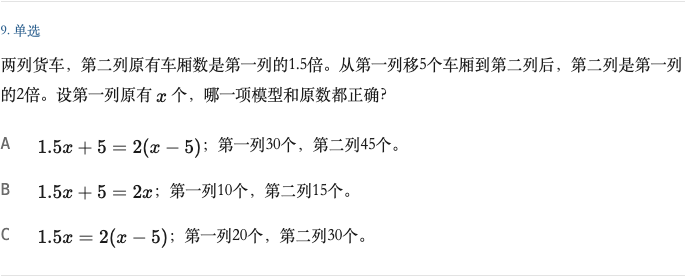 9. 单选
两列货车，第二列原有车厢数是第一列的1.5倍。从第一列移5个车厢到第二列后，第二列是第一列
的2倍。设第一列原有 x 个，哪一项模型和原数都正确？
A 1.5x + 5 = 2(x − 5)；第一列30个，第二列45个。
B 1.5x + 5 = 2x；第一列10个，第二列15个。
C 1.5x = 2(x − 5)；第一列20个，第二列30个。